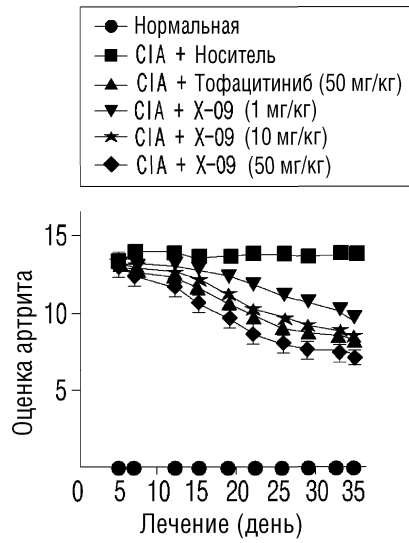 Нормальная
CIA + Носитель
CIA + Тофацитиниб (50 мг/кг)
CIA + X-09 (1 мг/кг)
CIA + X-09 (10 мг/кг)
CIA + X-09 (50 мг/кг)
Оценка артрита
15
10
5
0 5 10 15 20 25 30 35
Лечение (день)